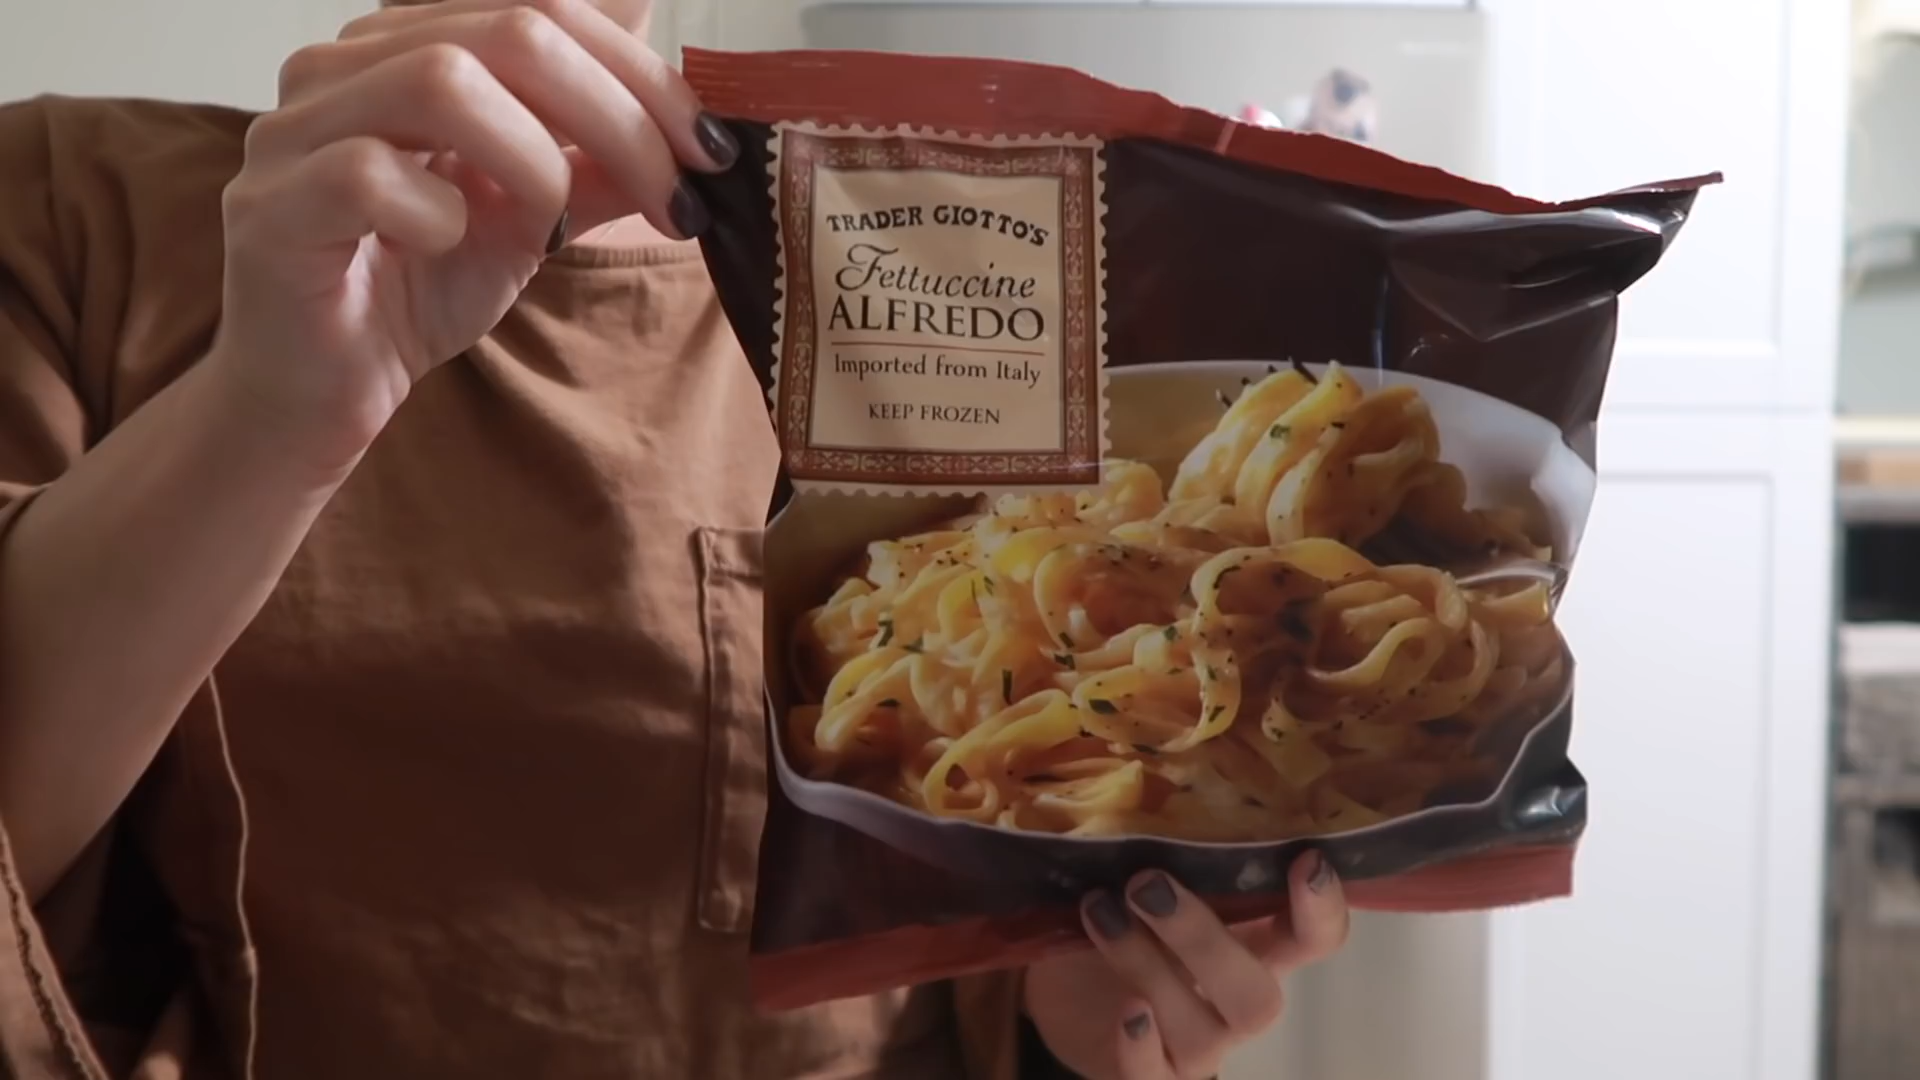 TRADER GIOTTO'S
Fettuccine
ALFREDO
Imported from Italy
KEEP FROZEN